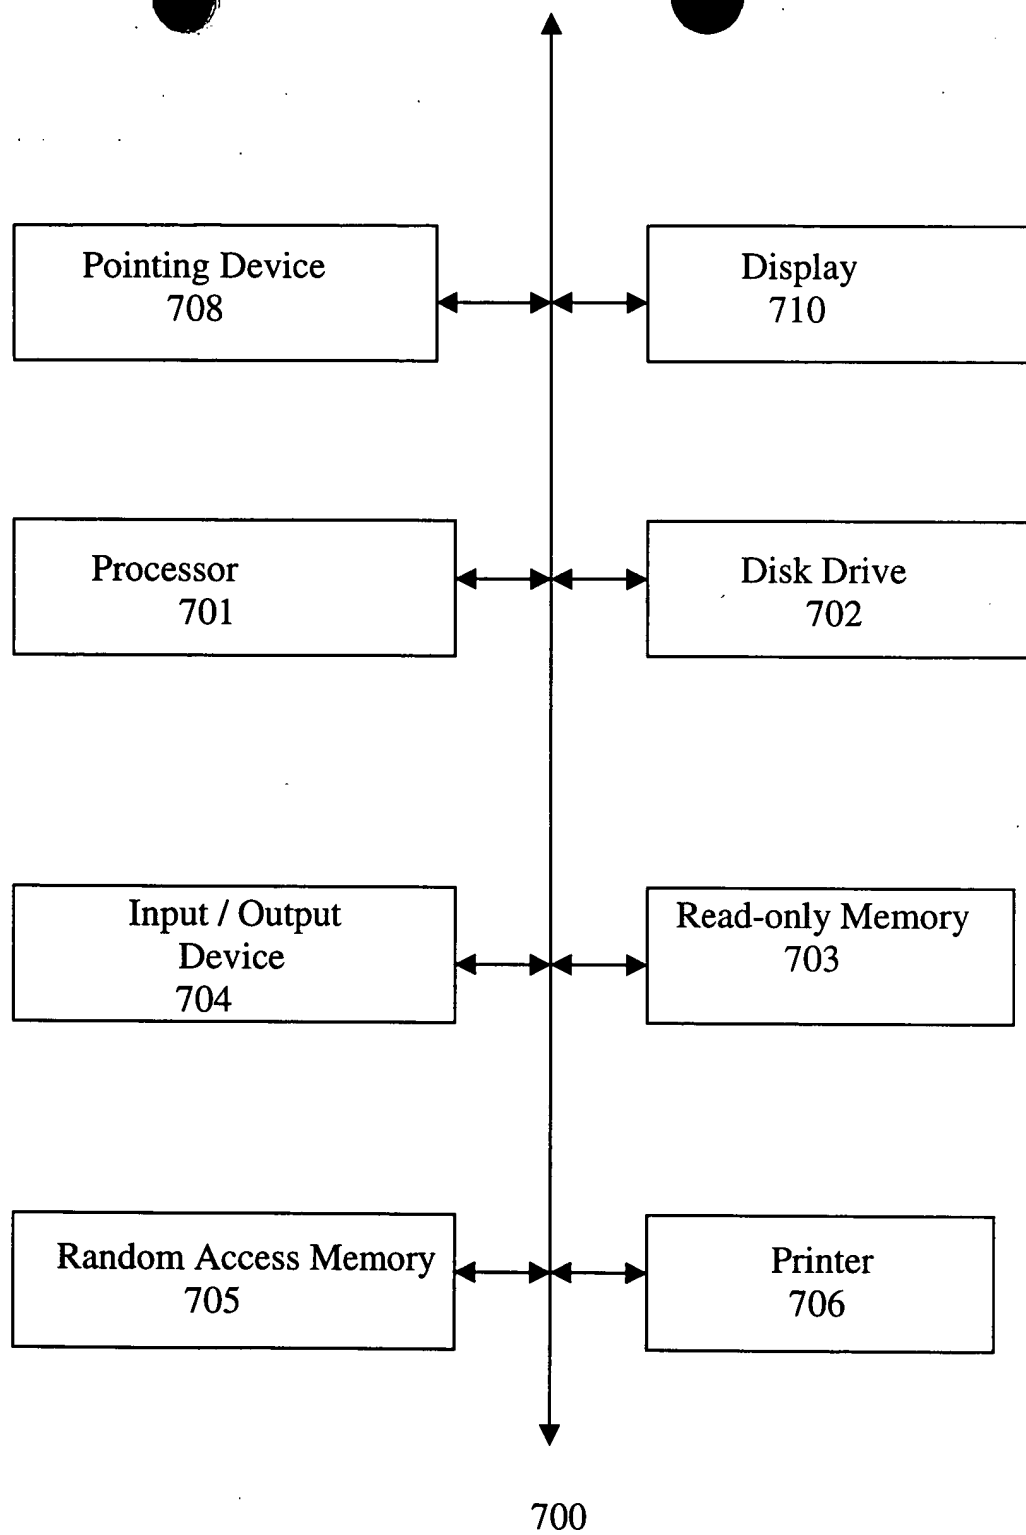 Pointing Device
708
Display
710
Processor
701
Disk Drive
702
Input / Output
Device
704
Read-only Memory
703
Random Access Memory
705
Printer
706
700